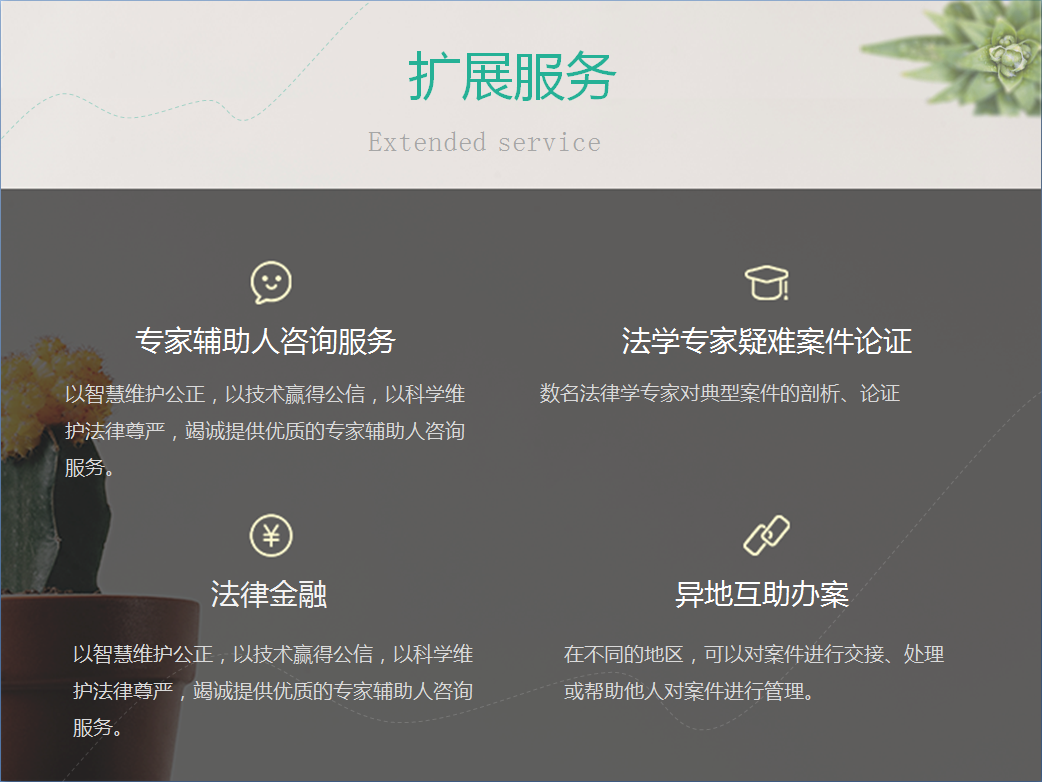 扩展服务
Extended service
专家辅助人咨询服务
以智慧维护公正，以技术赢得公信，以科学维
护法律尊严，竭诚提供优质的专家辅助人咨询
服务。
法学专家疑难案件论证
数名法律学专家对典型案件的剖析、论证
法律金融
以智慧维护公正，以技术赢得公信，以科学维
护法律尊严，竭诚提供优质的专家辅助人咨询
服务。
异地互助办案
在不同的地区，可以对案件进行交接、处理
或帮助他人对案件进行管理。